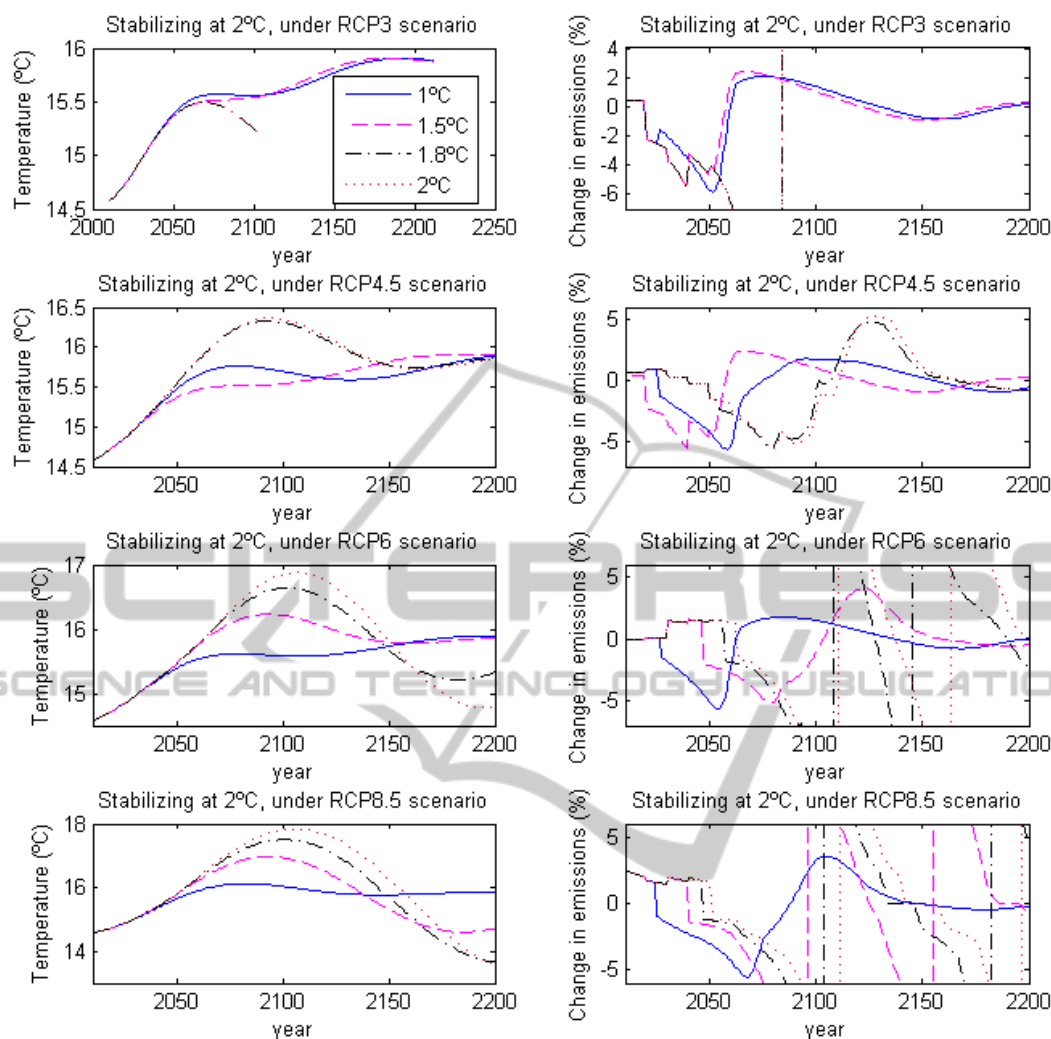 Stabilizing at 2ºC, under RCP3 scenario
Temperature (ºC)
16
15.5
15
14.5
2000 2050 2100 2150 2200 2250
year
1ºC
1.5ºC
1.8ºC
2ºC
Stabilizing at 2ºC, under RCP3 scenario
Change in emissions (%)
4
2
0
-2
-4
-6
2050 2100 2150 2200
year
Stabilizing at 2ºC, under RCP4.5 scenario
Temperature (ºC)
16.5
16
15.5
15
14.5
2050 2100 2150 2200
year
Stabilizing at 2ºC, under RCP4.5 scenario
Change in emissions (%)
5
0
-5
2050 2100 2150 2200
year
Stabilizing at 2ºC, under RCP6 scenario
Temperature (ºC)
17
16
15
2050 2100 2150 2200
year
Stabilizing at 2ºC, under RCP6 scenario
Change in emissions (%)
5
0
-5
2050 2100 2150 2200
year
SCITEPRESS
SCIENCE AND TECHNOLOGY PUBLICATIO
Stabilizing at 2ºC, under RCP8.5 scenario
Temperature (ºC)
18
16
14
2050 2100 2150 2200
year
Stabilizing at 2ºC, under RCP8.5 scenario
Change in emissions (%)
5
0
-5
2050 2100 2150 2200
year